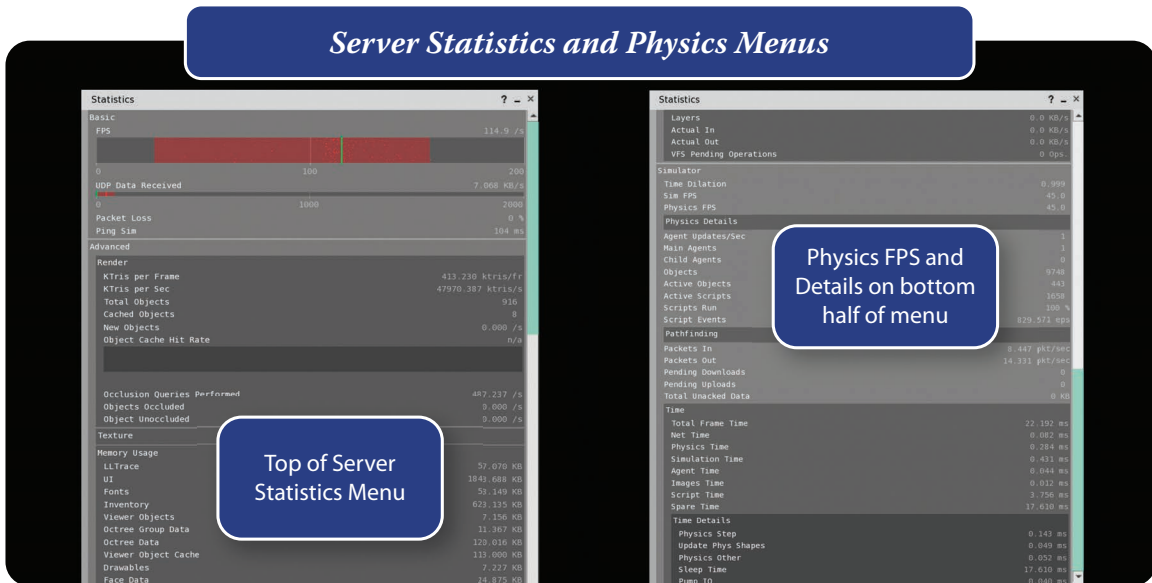 Server Statistics and Physics Menus
Statistics ? – ×
Basic
FPS 114.9 /s
0 100 200
UDP Data Received 7.068 KB/s
0 1000 2000
Packet Loss 0 %
Ping Sim 104 ms
Advanced
Render
KTris per Frame 413.230 ktris/fr
KTris per Sec 47970.387 ktris/s
Total Objects 916
Cached Objects 8
New Objects 0.000 /s
Object Cache Hit Rate n/a
Occlusion Queries Performed 487.237 /s
Objects Occluded 0.000 /s
Object Unoccluded 0.000 /s
Texture
Memory Usage
LLTrace 57.070 KB
UI 1843.688 KB
Fonts 53.149 KB
Inventory 623.135 KB
Viewer Objects 7.156 KB
Octree Group Data 11.367 KB
Octree Data 120.016 KB
Viewer Object Cache 113.000 KB
Drawables 7.227 KB
Face Data 24.875 KB
Top of Server
Statistics Menu
Statistics ? – ×
Layers 0.0 KB/s
Actual In 0.0 KB/s
Actual Out 0.0 KB/s
VFS Pending Operations 0 Ops.
Simulator
Time Dilation 0.999
Sim FPS 45.0
Physics FPS 45.0
Physics Details
Agent Updates/Sec 1
Main Agents 1
Child Agents 0
Objects 9748
Active Objects 443
Active Scripts 1658
Scripts Run 100 %
Script Events 829.571 eps
Pathfinding
Packets In 8.447 pkt/sec
Packets Out 14.331 pkt/sec
Pending Downloads 0
Pending Uploads 0
Total Unacked Data 0 KB
Time
Total Frame Time 22.192 ms
Net Time 0.082 ms
Physics Time 0.284 ms
Simulation Time 0.431 ms
Agent Time 0.044 ms
Images Time 0.012 ms
Script Time 3.756 ms
Spare Time 17.610 ms
Time Details
Physics Step 0.143 ms
Update Phys Shapes 0.049 ms
Physics Other 0.052 ms
Sleep Time 17.610 ms
Pump IO 0.040 ms
Physics FPS and
Details on bottom
half of menu